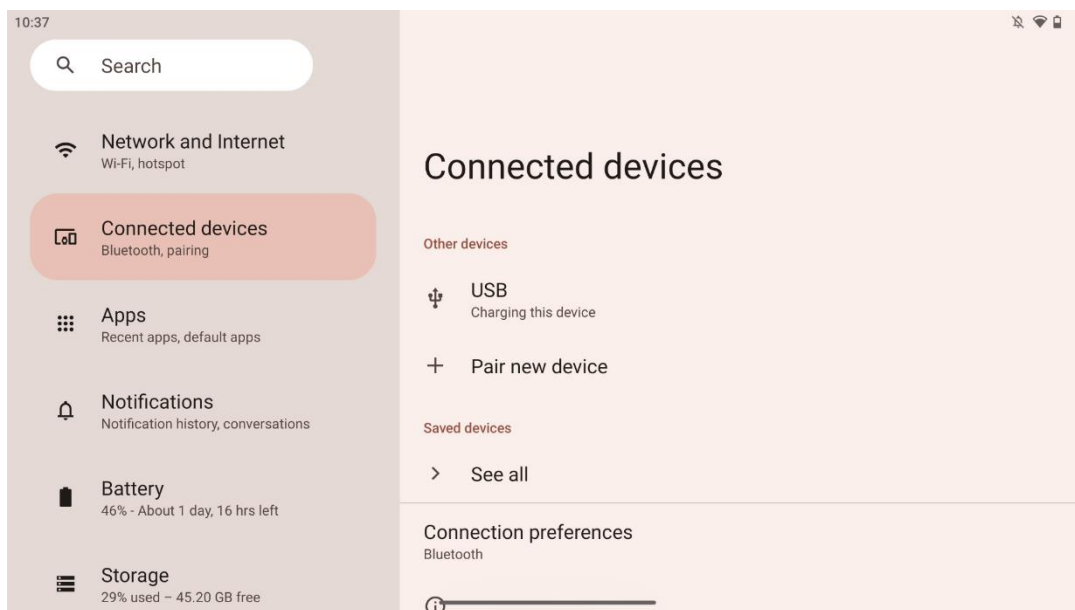 10:37
Search
Network and Internet
Wi-Fi, hotspot
Connected devices
Bluetooth, pairing
Apps
Recent apps, default apps
Notifications
Notification history, conversations
Battery
46% - About 1 day, 16 hrs left
Storage
29% used – 45.20 GB free
Connected devices
Other devices
USB
Charging this device
Pair new device
Saved devices
See all
Connection preferences
Bluetooth